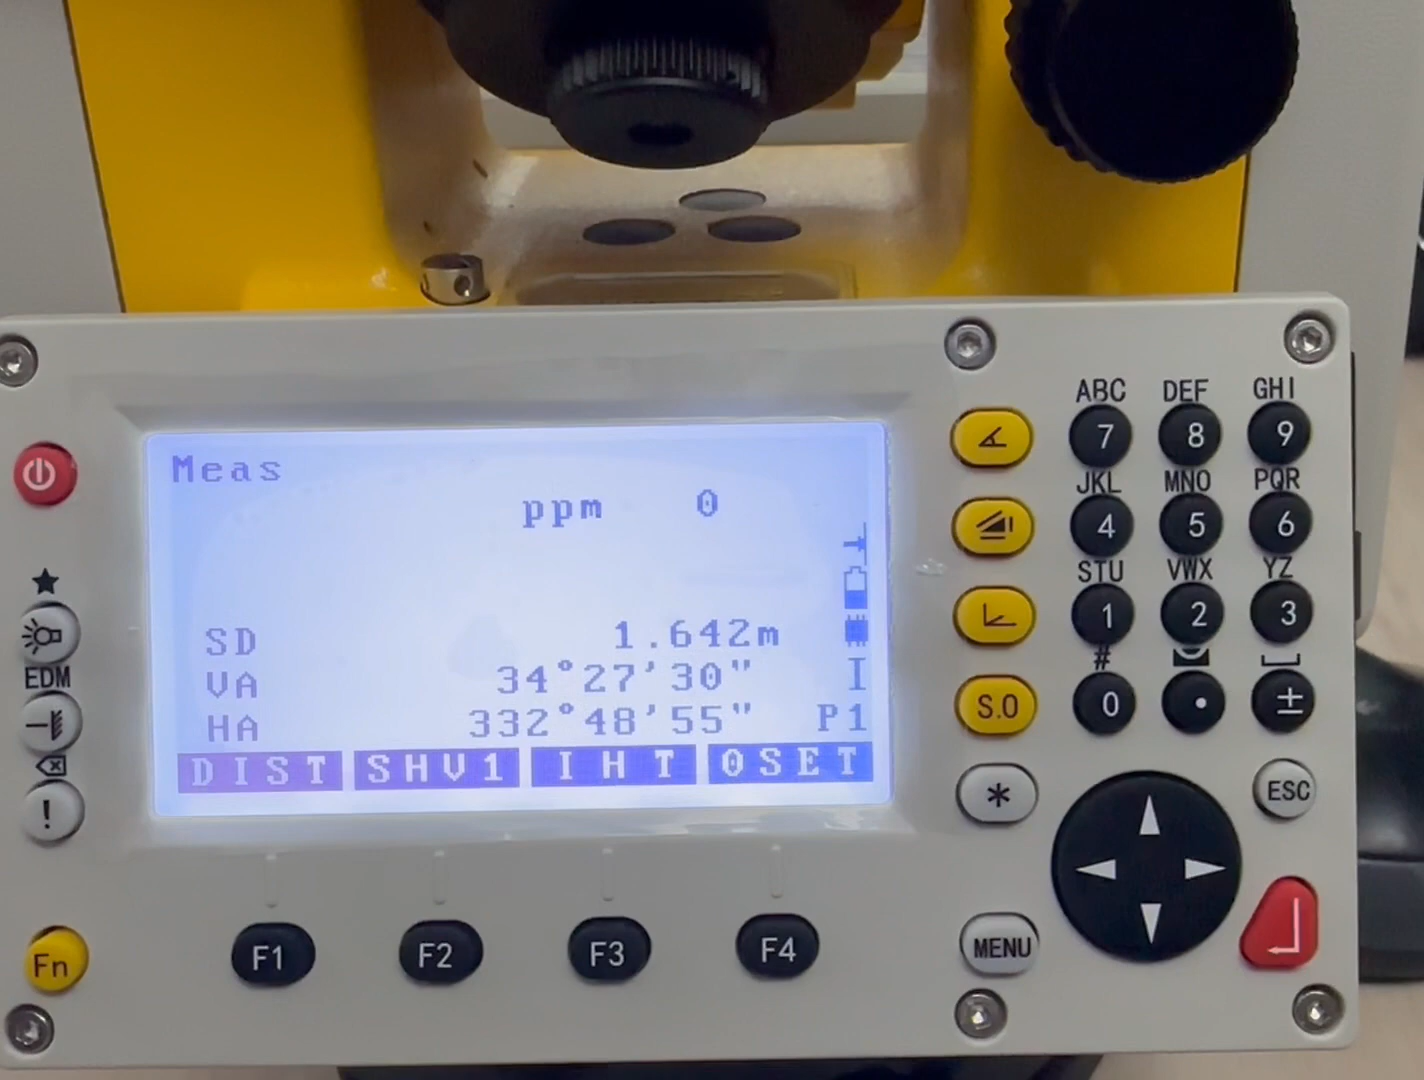 Meas
ppm 0
SD 1.642m
VA 34°27'30"
HA 332°48'55" P1
DIST SHV1 IHT 0SET
EDM
Fn
F1 F2 F3 F4
ABC DEF GHI
7 8 9
JKL MNO PQR
4 5 6
STU VWX YZ
1 2 3
#
S.O 0 • ±
* ESC
MENU
!